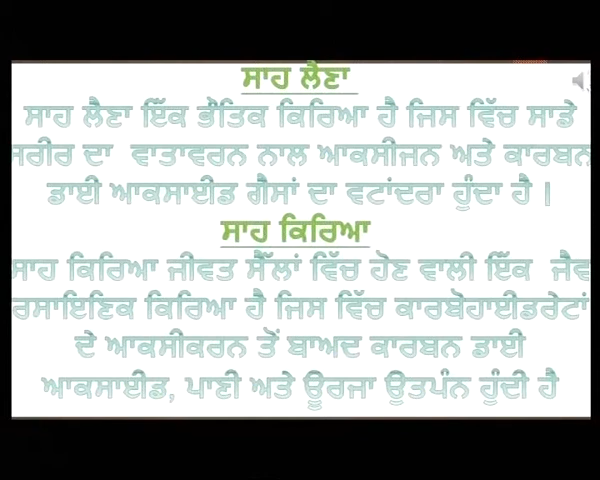 ਸਾਹ ਲੈਣਾ
ਸਾਹ ਲੈਣਾ ਇੱਕ ਭੌਤਿਕ ਕਿਰਿਆ ਹੈ ਜਿਸ ਵਿੱਚ ਸਾਡੇ
ਸਰੀਰ ਦਾ ਵਾਤਾਵਰਨ ਨਾਲ ਆਕਸੀਜਨ ਅਤੇ ਕਾਰਬਨ
ਡਾਈ ਆਕਸਾਈਡ ਗੈਸਾਂ ਦਾ ਵਟਾਂਦਰਾ ਹੁੰਦਾ ਹੈ |
ਸਾਹ ਕਿਰਿਆ
ਸਾਹ ਕਿਰਿਆ ਜੀਵਤ ਸੈੱਲਾਂ ਵਿੱਚ ਹੋਣ ਵਾਲੀ ਇੱਕ ਜੈਵ
ਰਸਾਇਣਿਕ ਕਿਰਿਆ ਹੈ ਜਿਸ ਵਿੱਚ ਕਾਰਬੋਹਾਈਡਰੇਟਾਂ
ਦੇ ਆਕਸੀਕਰਨ ਤੋਂ ਬਾਅਦ ਕਾਰਬਨ ਡਾਈ
ਆਕਸਾਈਡ, ਪਾਣੀ ਅਤੇ ਊਰਜਾ ਉਤਪੰਨ ਹੁੰਦੀ ਹੈ